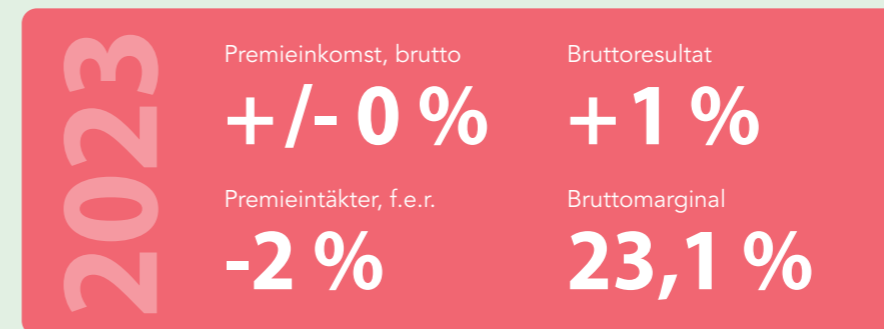 2023
Premieinkomst, brutto
+/- 0 %
Bruttoresultat
+1 %
Premieintäkter, f.e.r.
-2 %
Bruttomarginal
23,1 %